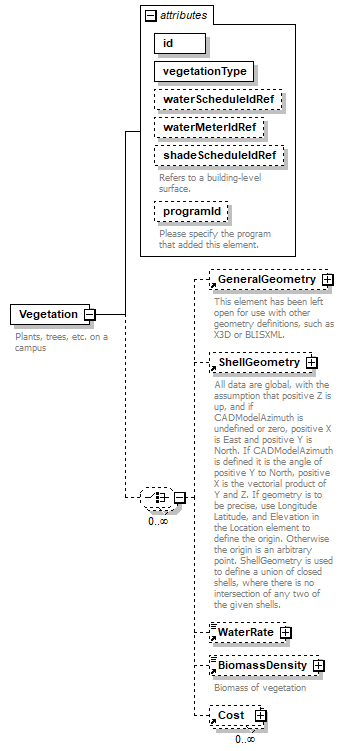 attributes
id
vegetationType
waterScheduleIdRef
waterMeterIdRef
shadeScheduleIdRef
Refers to a building-level
surface.
programId
Please specify the program
that added this element.
Vegetation
Plants, trees, etc. on a
campus
0..∞
GeneralGeometry
This element has been left
open for use with other
geometry definitions, such as
X3D or BLISXML.
ShellGeometry
All data are global, with the
assumption that positive Z is
up, and if
CADModelAzimuth is
undefined or zero, positive X
is East and positive Y is
North. If CADModelAzimuth
is defined it is the angle of
positive Y to North, positive
X is the vectorial product of
Y and Z. If geometry is to
be precise, use Longitude
Latitude, and Elevation in
the Location element to
define the origin. Otherwise
the origin is an arbitrary
point. ShellGeometry is used
to define a union of closed
shells, where there is no
intersection of any two of
the given shells.
WaterRate
BiomassDensity
Biomass of vegetation
Cost
0..∞